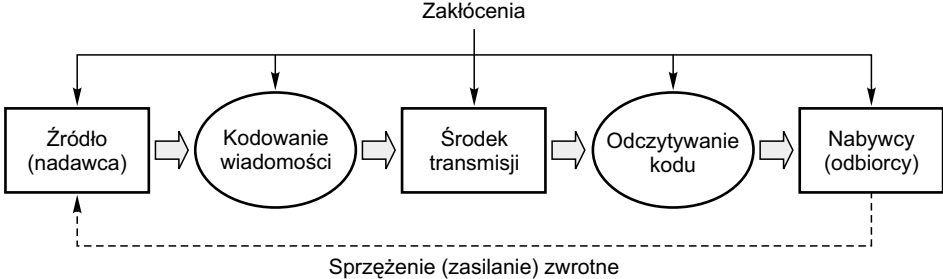 Zakłócenia
Źródło
(nadawca)
Kodowanie
wiadomości
Środek
transmisji
Odczytywanie
kodu
Nabywcy
(odbiorcy)
Sprzężenie (zasilanie) zwrotne